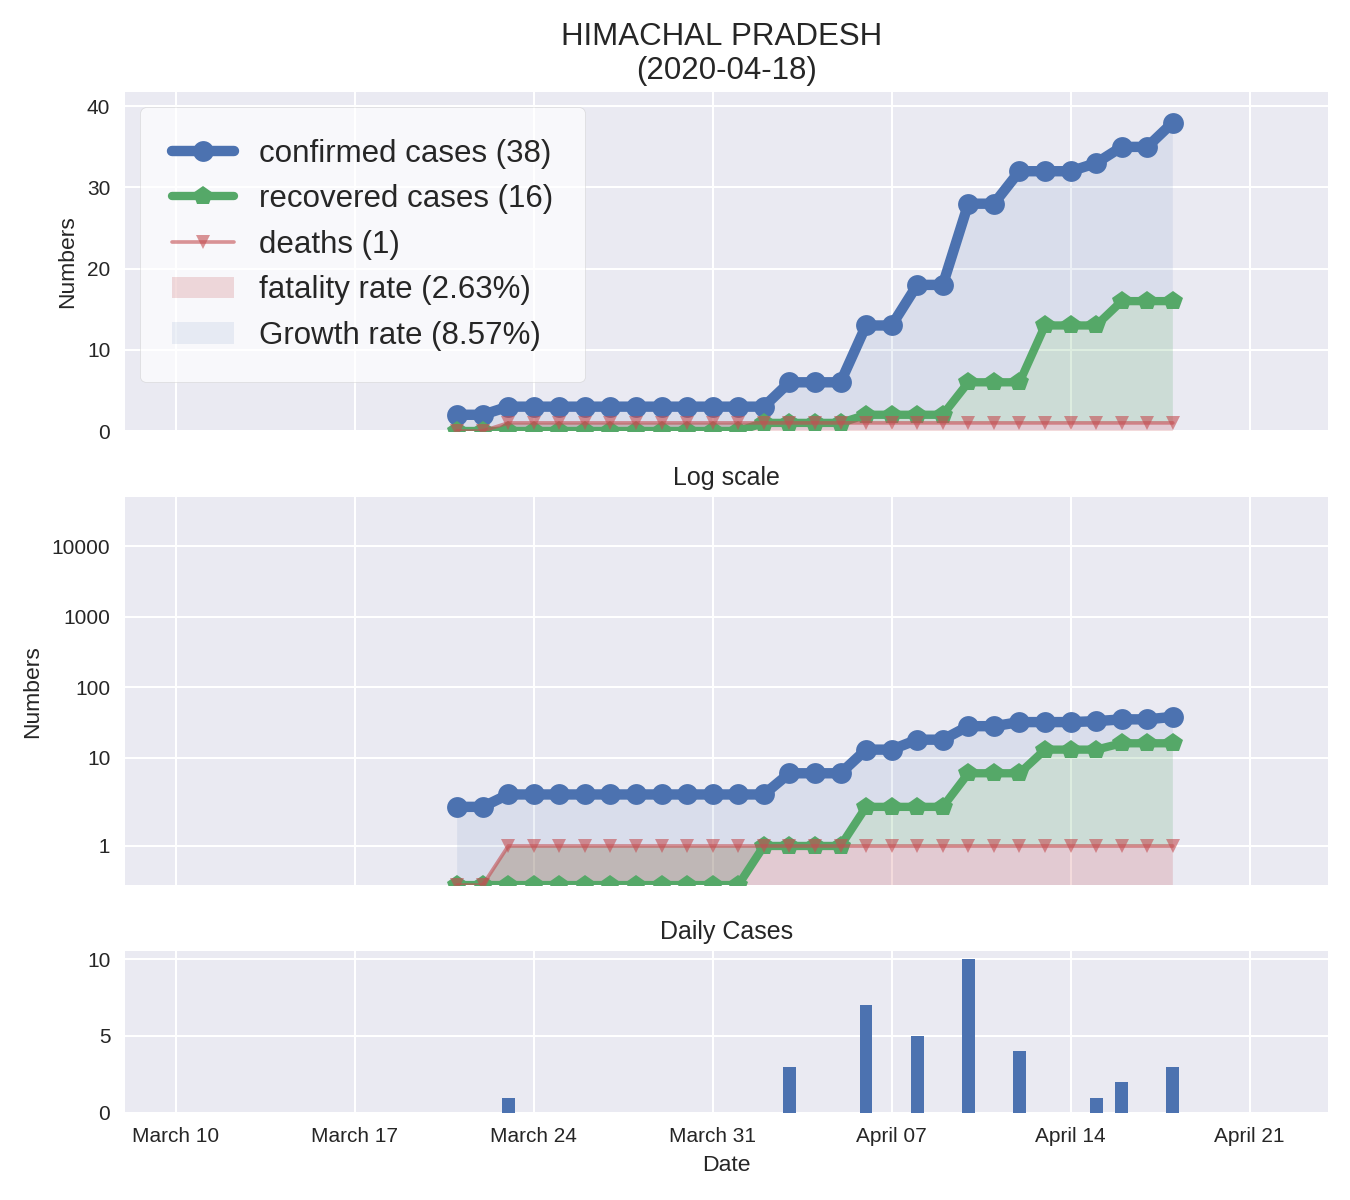 HIMACHAL PRADESH
(2020-04-18)
40
30
20
10
0
Numbers
confirmed cases (38)
recovered cases (16)
deaths (1)
fatality rate (2.63%)
Growth rate (8.57%)
Log scale
10000
1000
100
10
1
Numbers
Daily Cases
10
5
0
March 10 March 17 March 24 March 31 April 07 April 14 April 21
Date